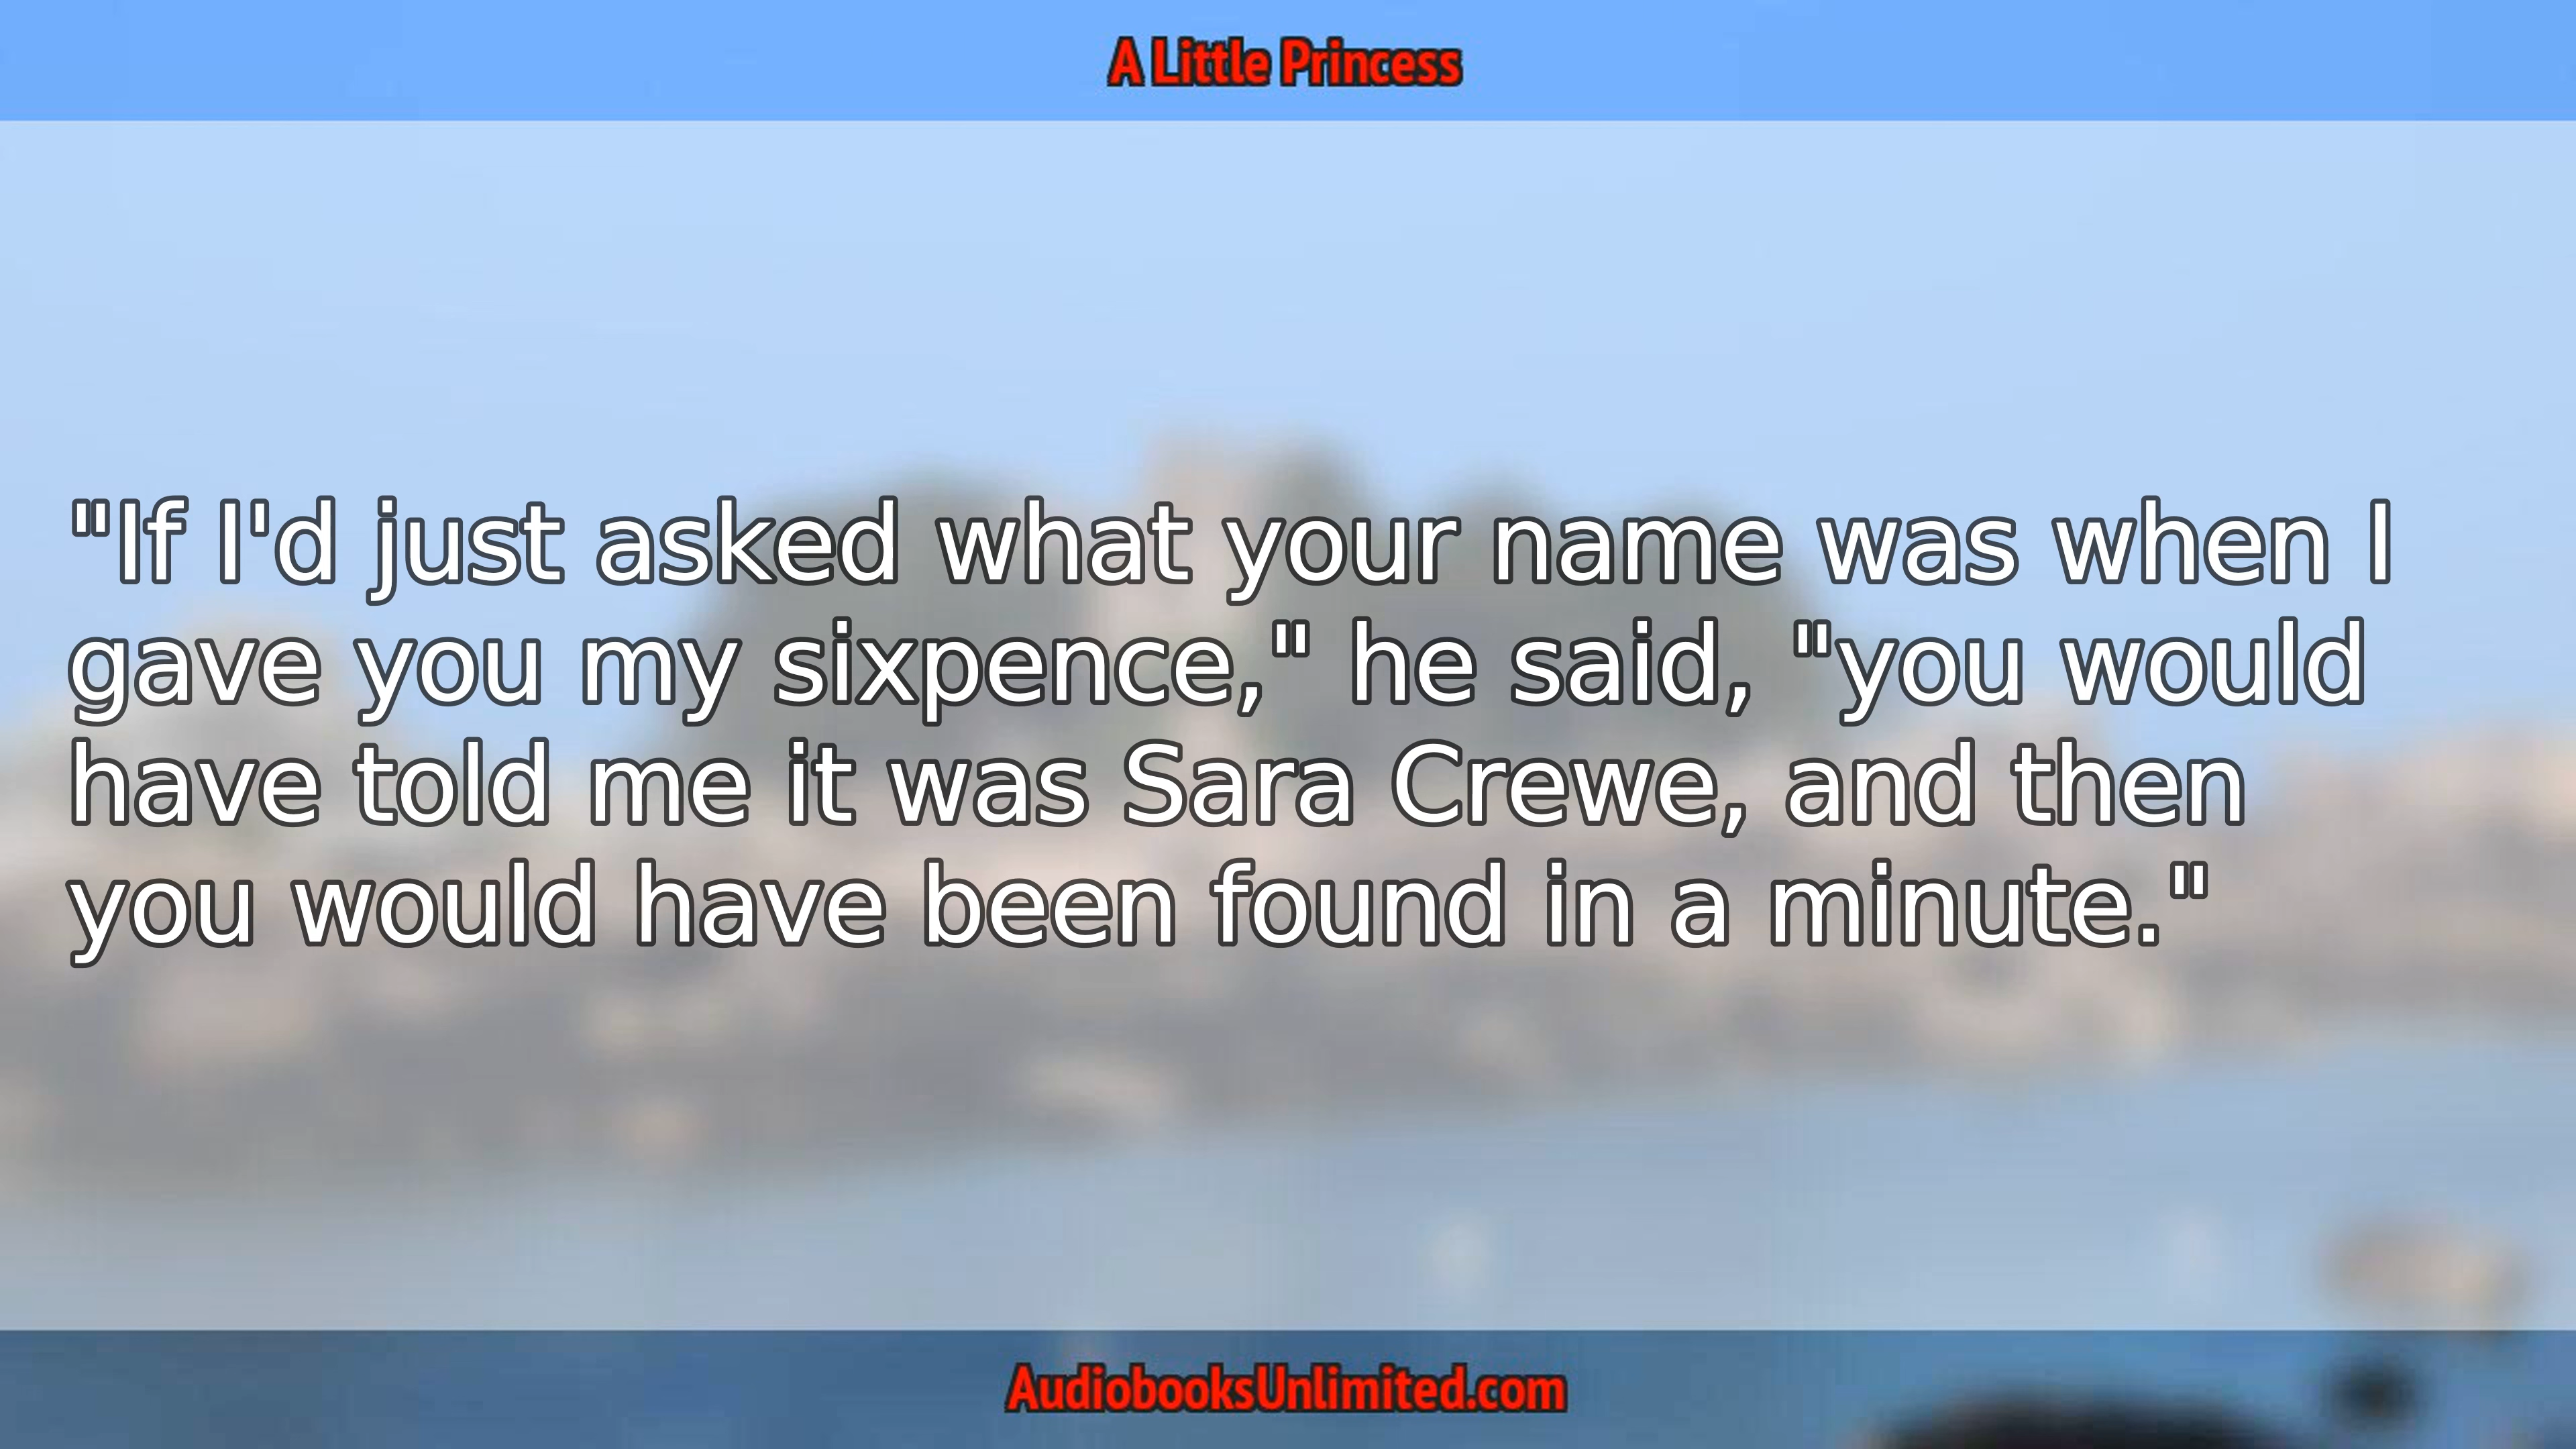 A Little Princess
"If I'd just asked what your name was when I
gave you my sixpence," he said, "you would
have told me it was Sara Crewe, and then
you would have been found in a minute."
AudiobooksUnlimited.com